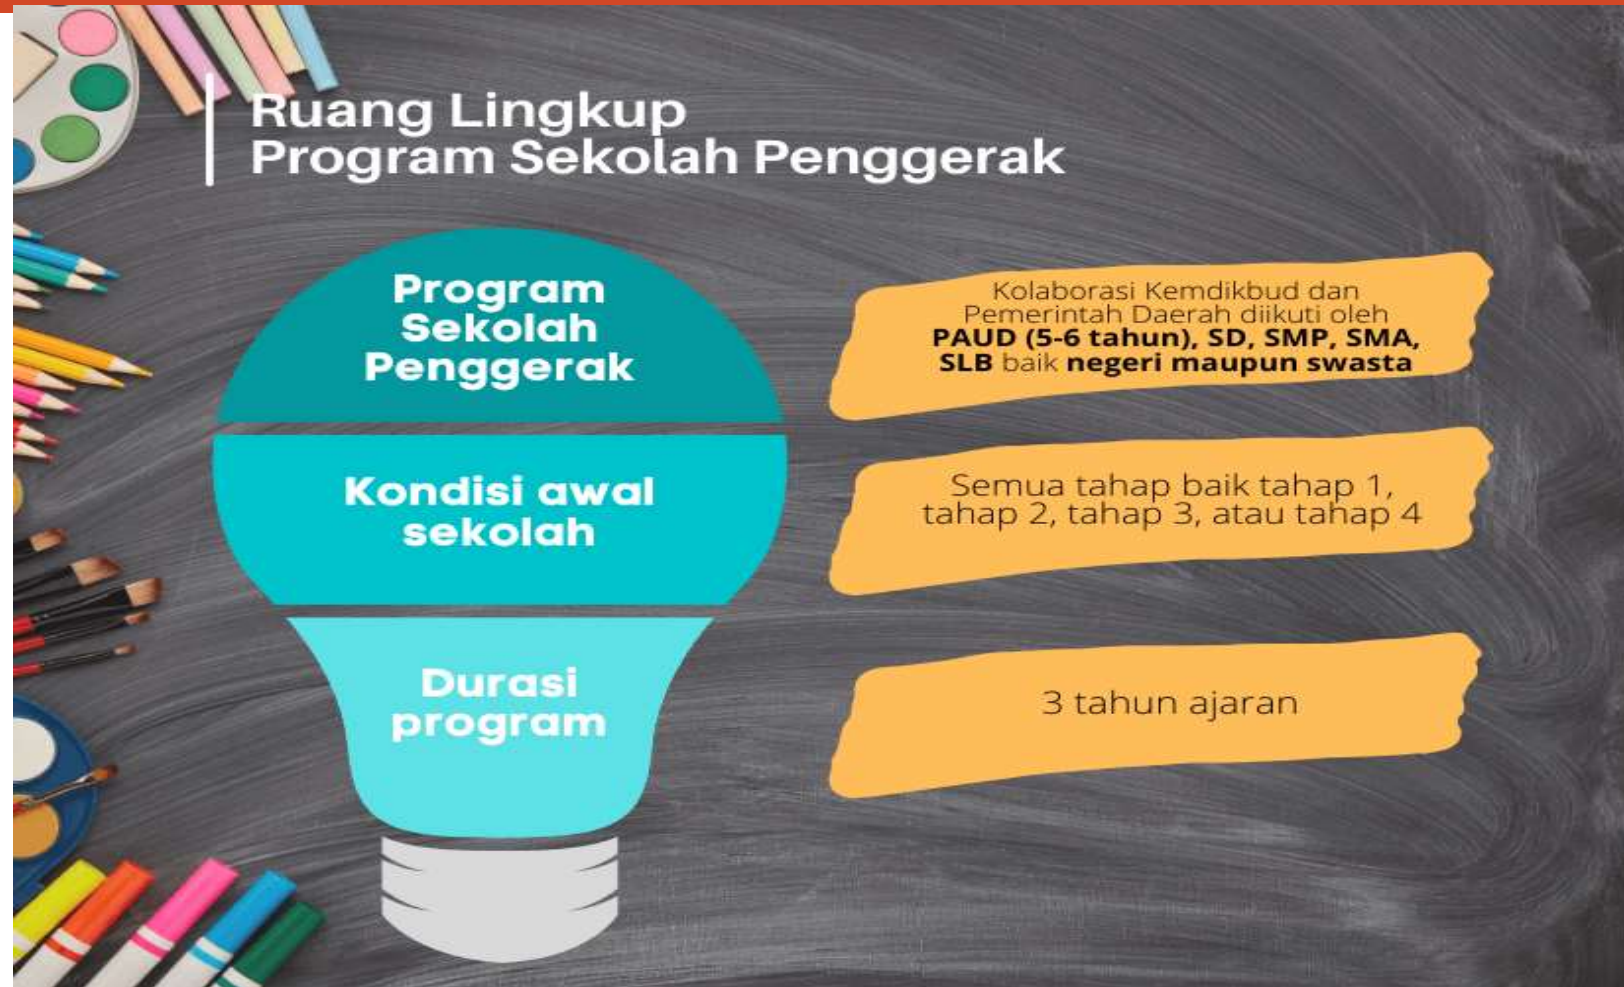 Ruang Lingkup
Program Sekolah Penggerak
Program
Sekolah
Penggerak
Kolaborasi Kemdikbud dan
Pemerintah Daerah diikuti oleh
PAUD (5-6 tahun), SD, SMP, SMA,
SLB baik negeri maupun swasta
Kondisi awal
sekolah
Semua tahap baik tahap 1,
tahap 2, tahap 3, atau tahap 4
Durasi
program
3 tahun ajaran